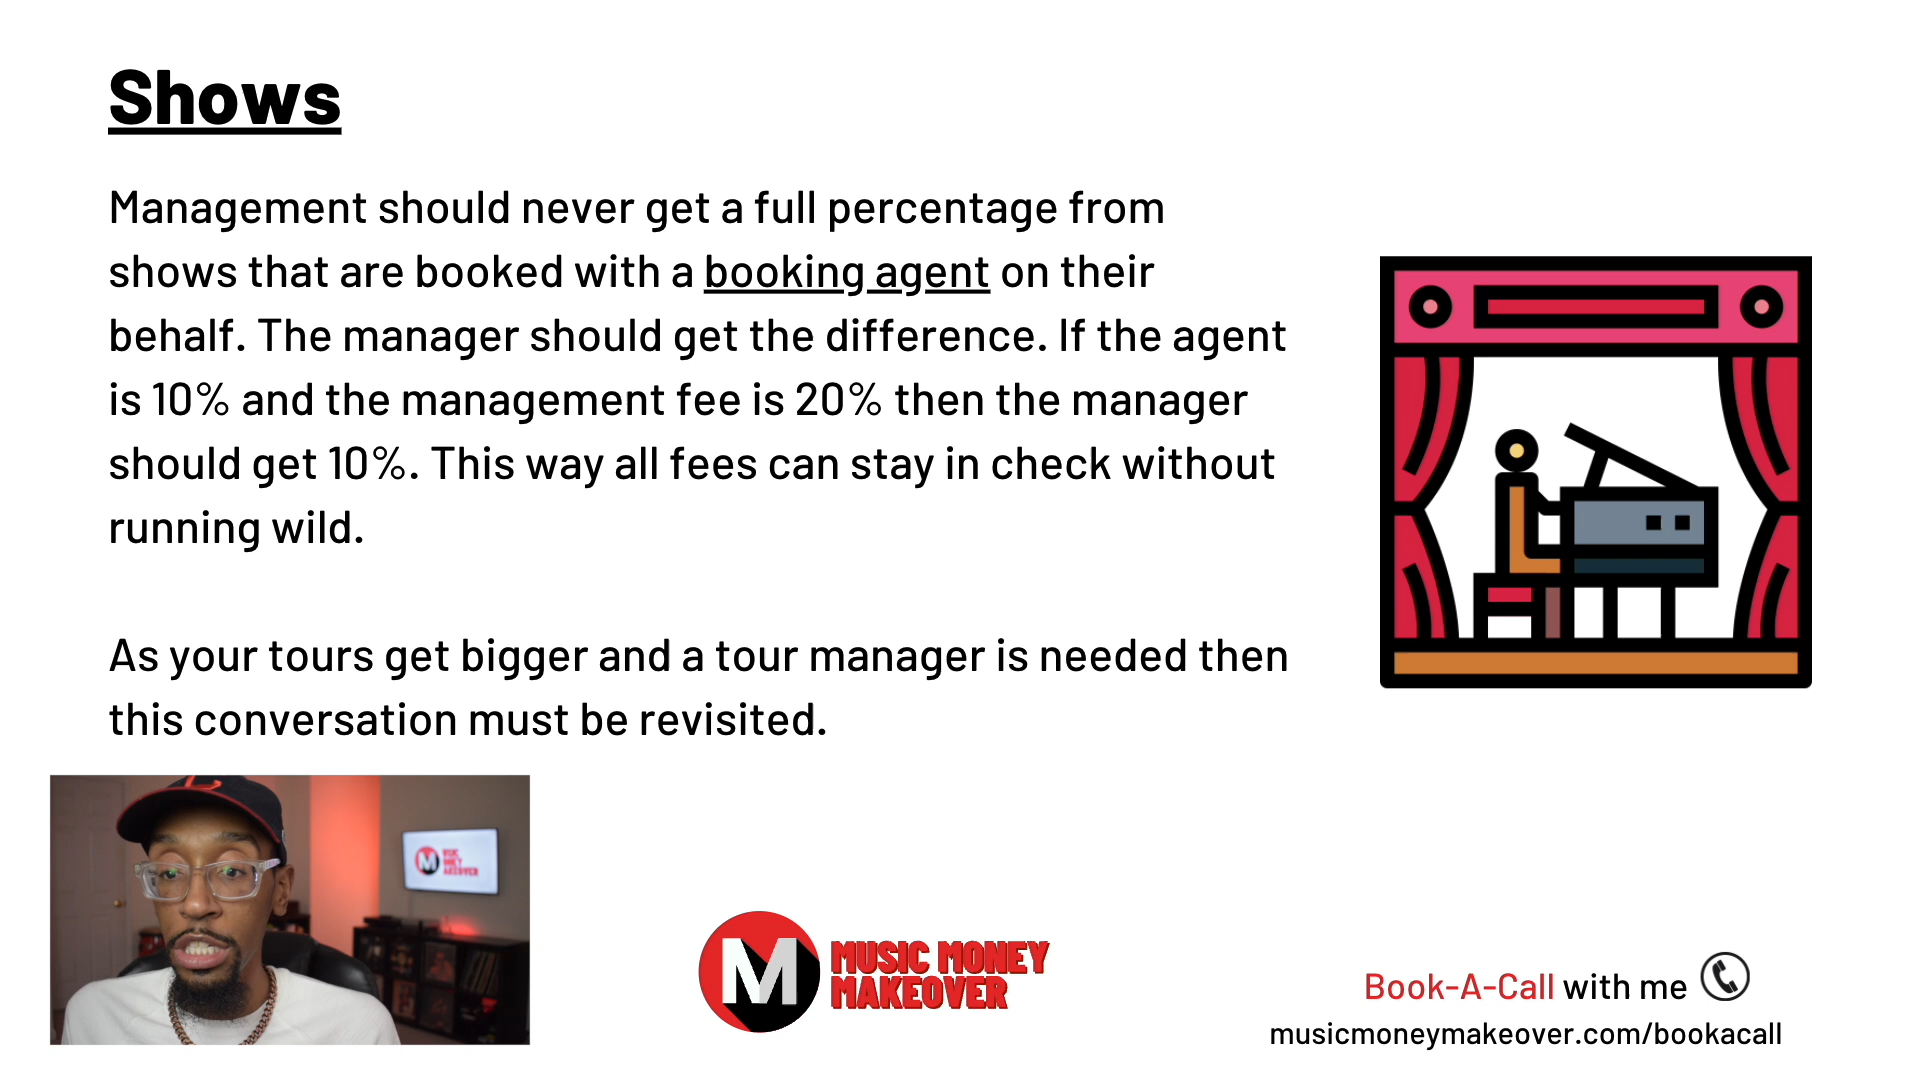 Shows
Management should never get a full percentage from
shows that are booked with a booking agent on their
behalf. The manager should get the difference. If the agent
is 10% and the management fee is 20% then the manager
should get 10%. This way all fees can stay in check without
running wild.
As your tours get bigger and a tour manager is needed then
this conversation must be revisited.
M
MUSIC
MONEY
MAKEOVER
M
MUSIC MONEY
MAKEOVER
Book-A-Call with me
musicmoneymakeover.com/bookacall